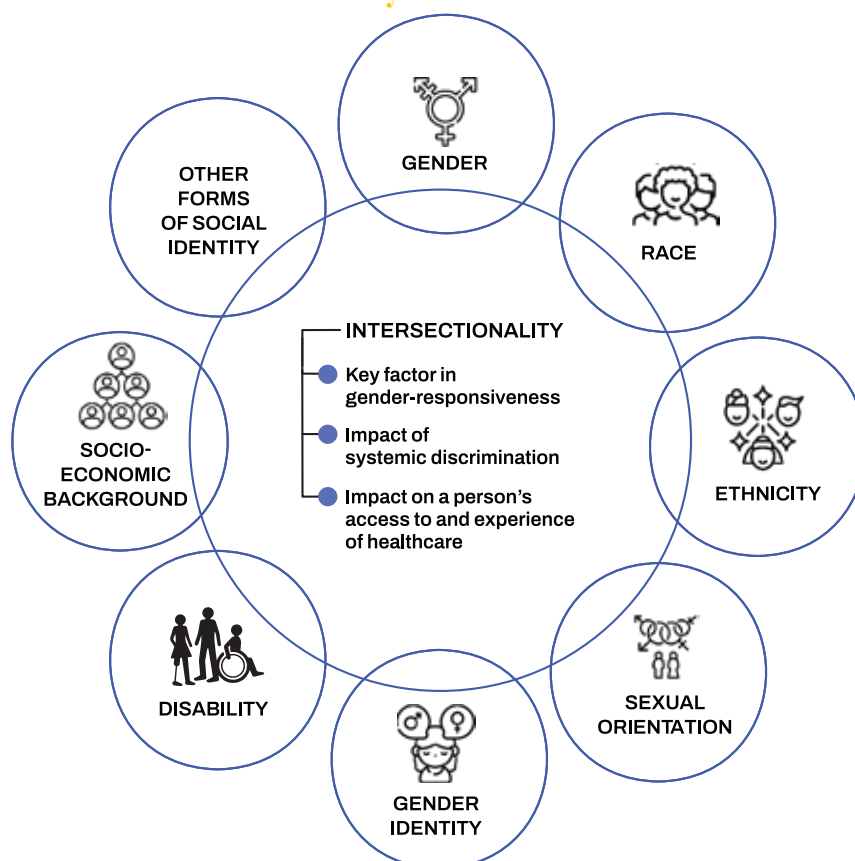 GENDER
RACE
ETHNICITY
SEXUAL
ORIENTATION
GENDER
IDENTITY
DISABILITY
SOCIO-
ECONOMIC
BACKGROUND
OTHER
FORMS
OF SOCIAL
IDENTITY
INTERSECTIONALITY
Key factor in
gender-responsiveness
Impact of
systemic discrimination
Impact on a person’s
access to and experience
of healthcare